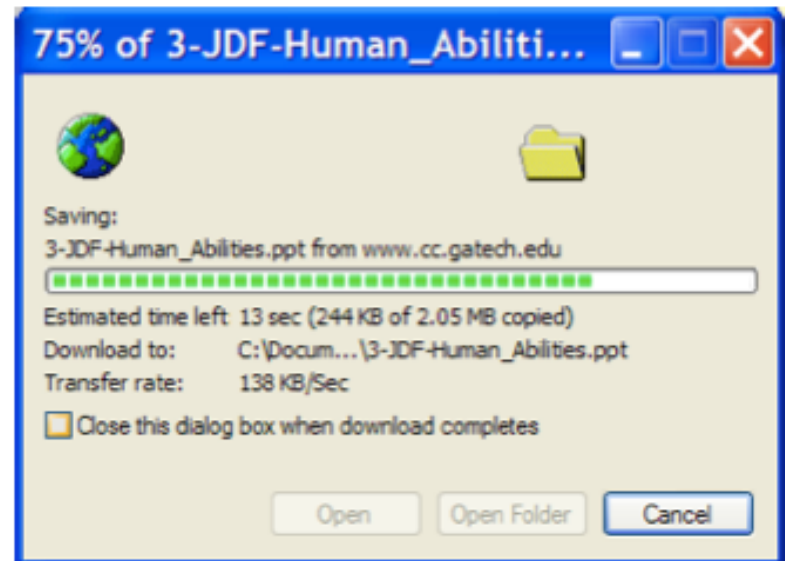 75% of 3-JDF-Human_Abiliti...
Saving:
3-JDF-Human_Abilities.ppt from www.cc.gatech.edu
Estimated time left 13 sec (244 KB of 2.05 MB copied)
Download to: C:\Docum...\3-JDF-Human_Abilities.ppt
Transfer rate: 138 KB/Sec
Close this dialog box when download completes
Open Open Folder Cancel